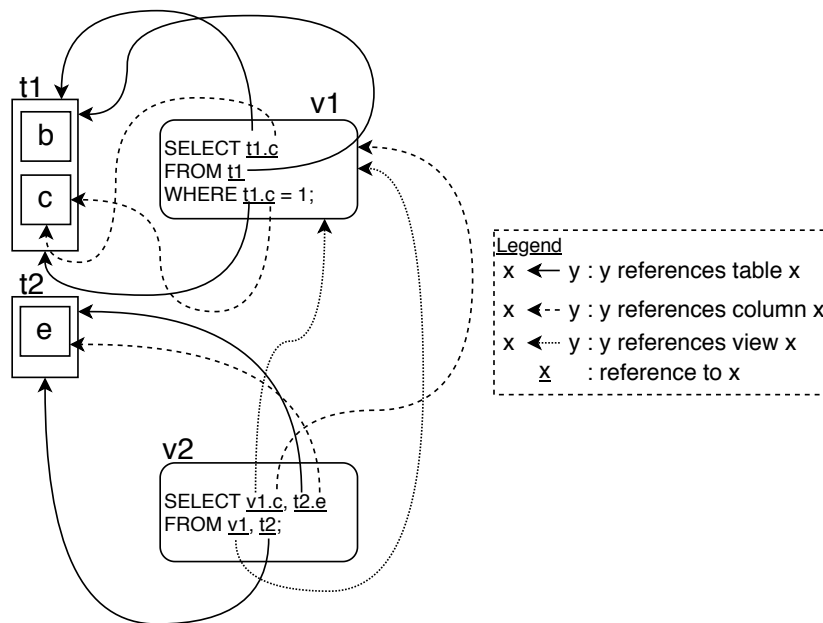 t1
b
c
v1
SELECT t1.c
FROM t1
WHERE t1.c = 1;
t2
e
v2
SELECT v1.c, t2.e
FROM v1, t2;
Legend
x y : y references table x
x y : y references column x
x y : y references view x
x : reference to x